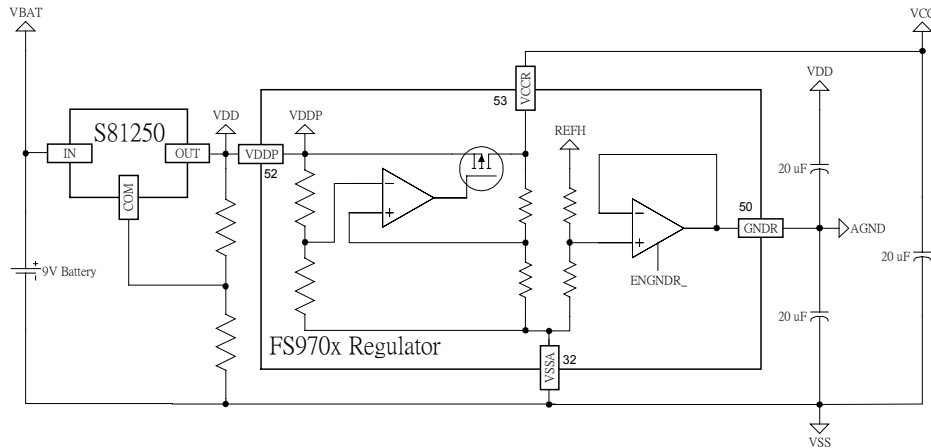 VBAT
VCC
VDD
53
VCCR
S81250
VDD
VDDP
REFH
IN
OUT
VDDP
52
20 uF
COM
50
GNDR
AGND
9V Battery
20 uF
ENGNDR_
20 uF
FS970x Regulator
VSSA
32
VSS